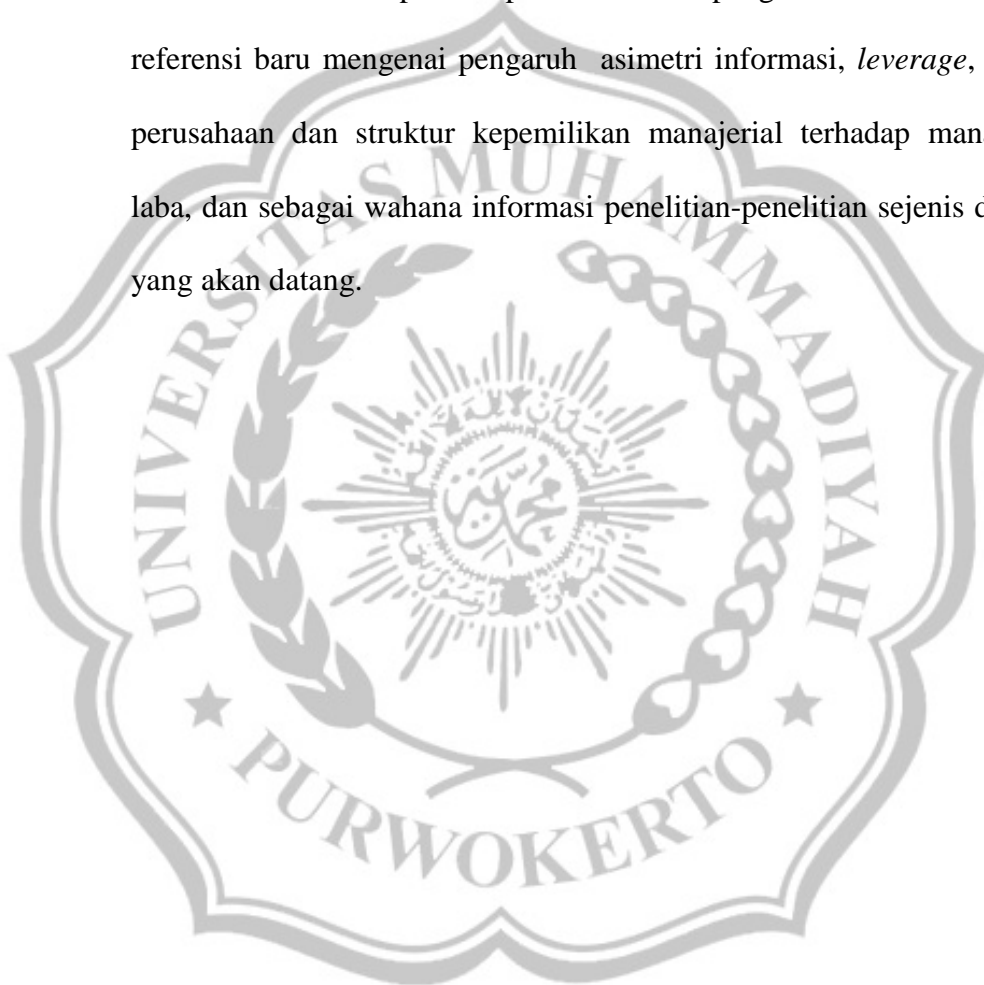 referensi baru mengenai pengaruh asimetri informasi, leverage,
perusahaan dan struktur kepemilikan manajerial terhadap
laba, dan sebagai wahana informasi penelitian-penelitian sejenis
yang akan datang.
UNIVERSITAS MUHAMMADIYAH
PURWOKERTO